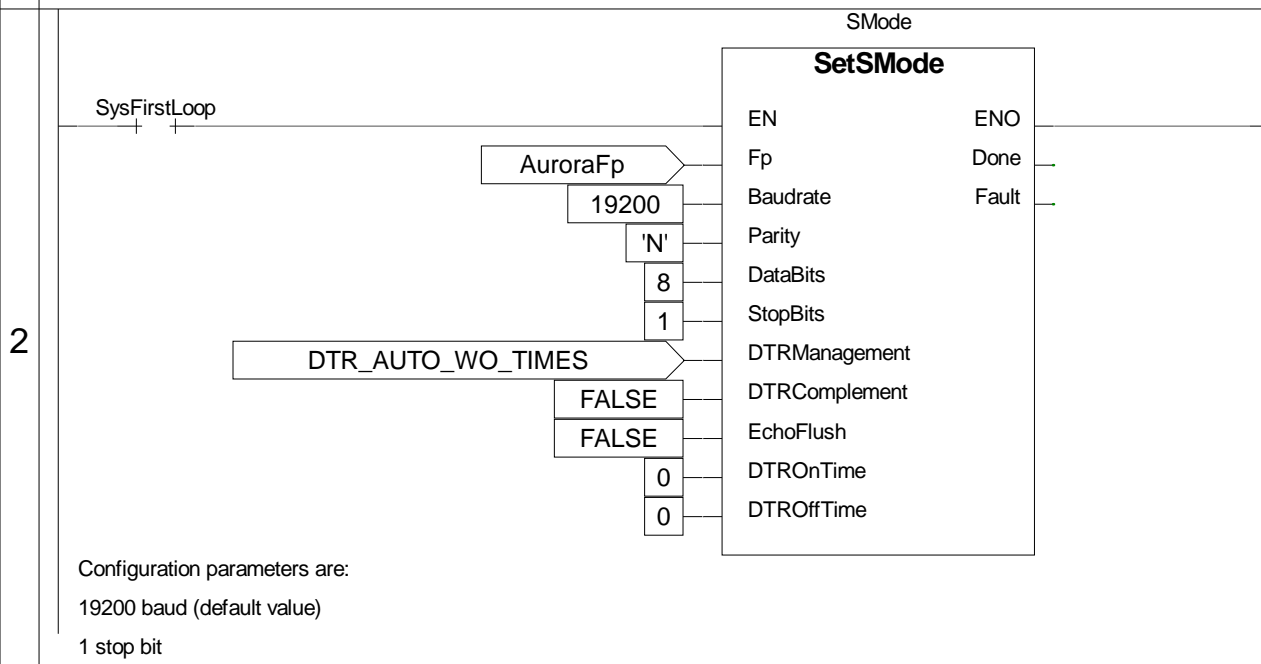 SMode
SetSMode
SysFirstLoop
EN ENO
AuroraFp Fp Done
19200 Baudrate Fault
'N' Parity
8 DataBits
1 StopBits
2
DTR_AUTO_WO_TIMES DTRManagement
FALSE DTRComplement
FALSE EchoFlush
0 DTROnTime
0 DTROffTime
Configuration parameters are:
19200 baud (default value)
1 stop bit